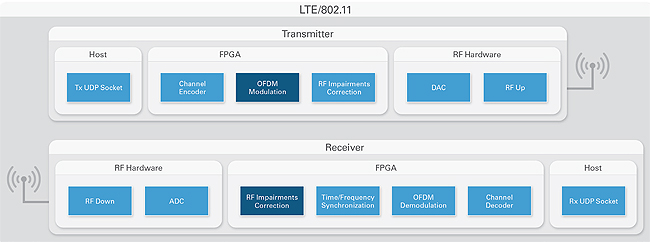 LTE/802.11
Transmitter
Host
FPGA
RF Hardware
Tx UDP Socket
Channel
Encoder
OFDM
Modulation
RF Impairments
Correction
DAC
RF Up
Receiver
RF Hardware
FPGA
Host
RF Down
ADC
RF Impairments
Correction
Time/Frequency
Synchronization
OFDM
Demodulation
Channel
Decoder
Rx UDP Socket